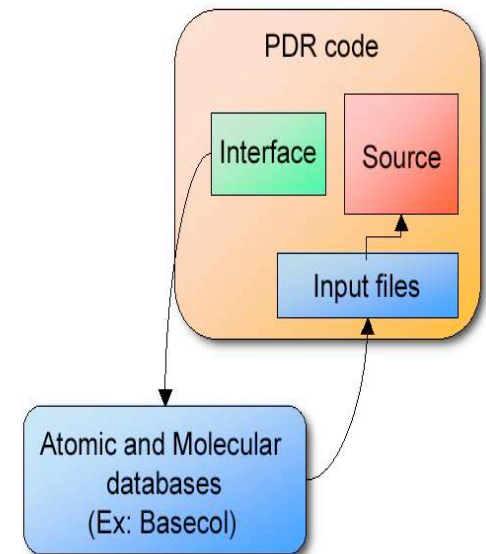 PDR code
Interface
Source
Input files
Atomic and Molecular
databases
(Ex: Basecol)